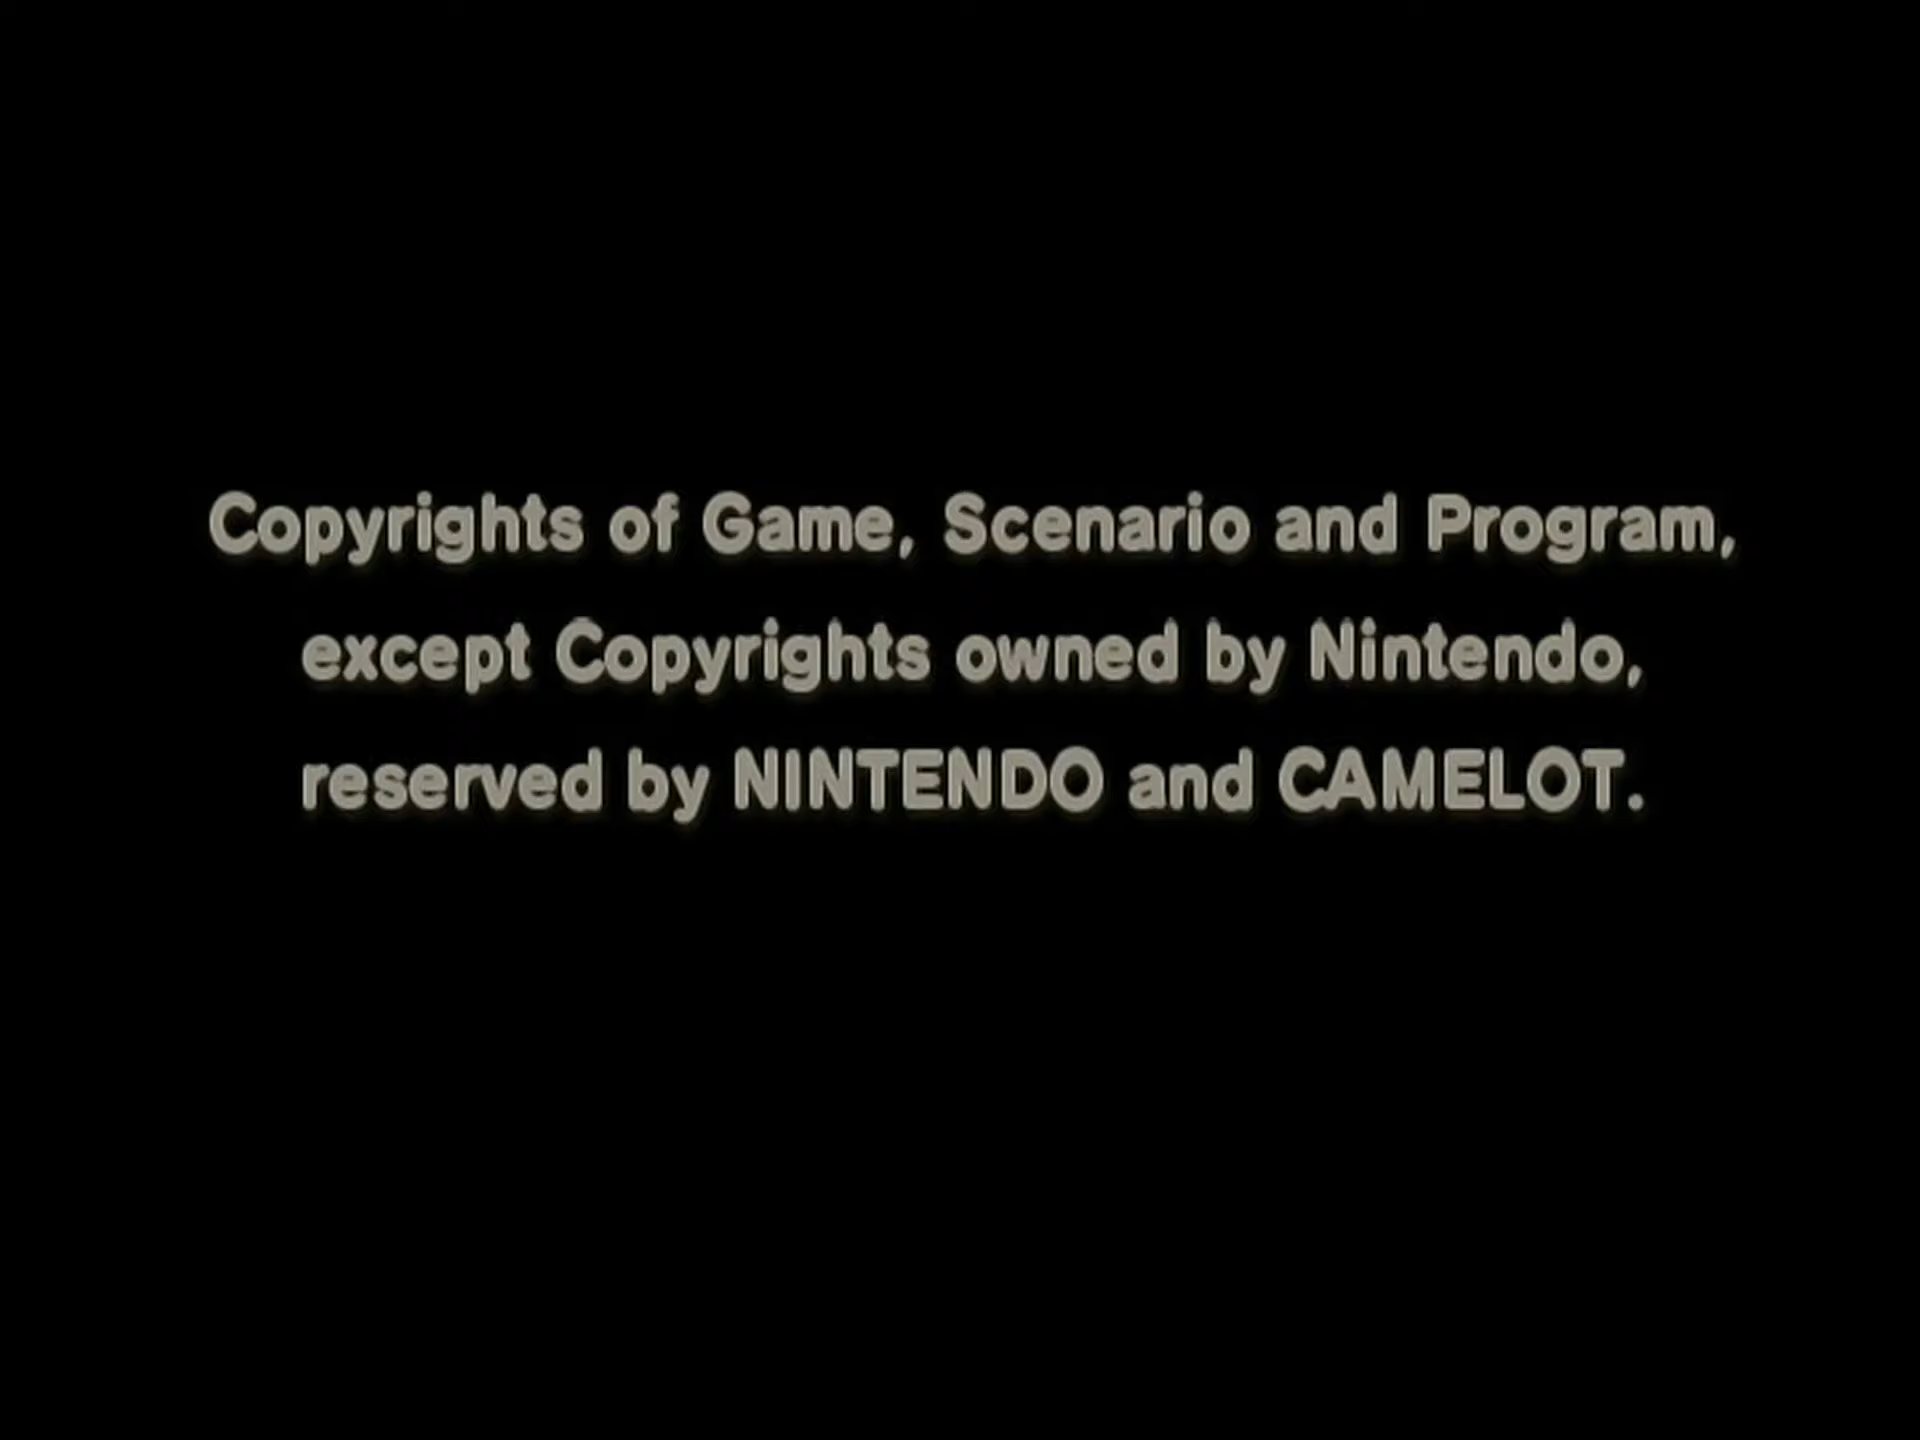 Copyrights of Game, Scenario and Program,
except Copyrights owned by Nintendo,
reserved by NINTENDO and CAMELOT.